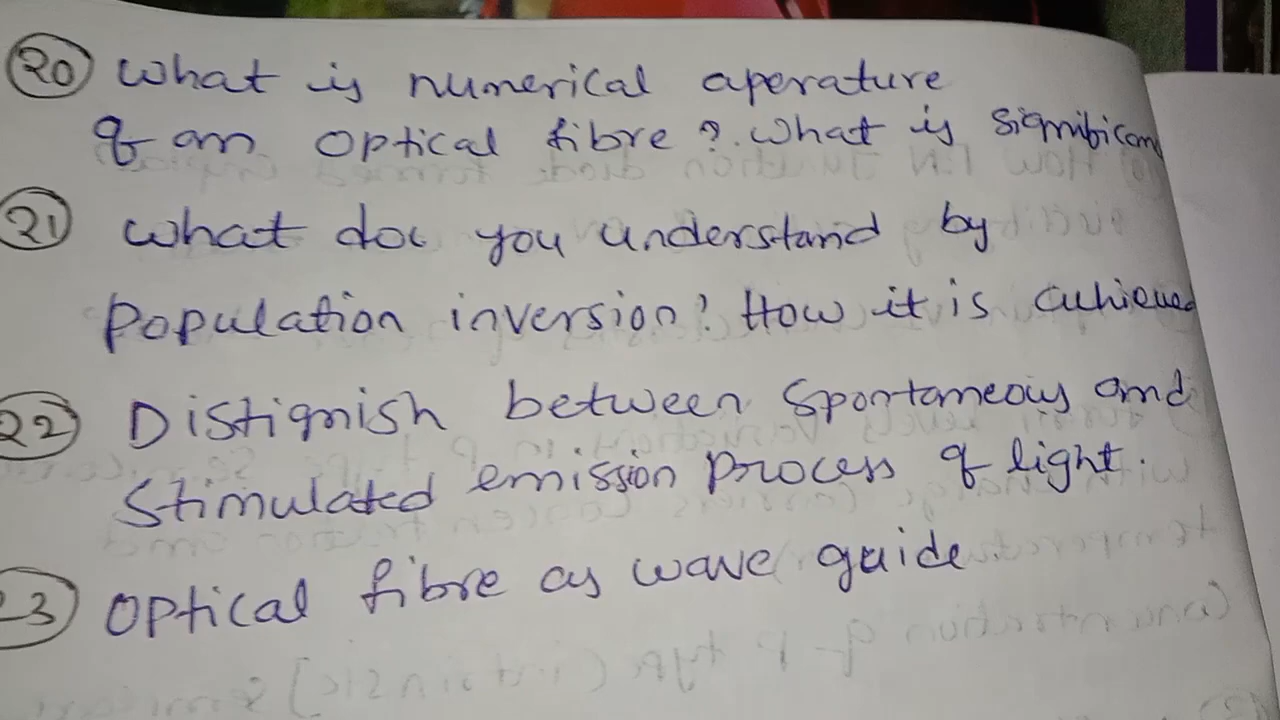 20 What is numerical aperature
of an optical fibre ? What is
21 What do you understand by
Population inversion? How it is achieved
22 Distignish between Spontaneous and
Stimulated emission process of light.
23 Optical fibre as wave guide